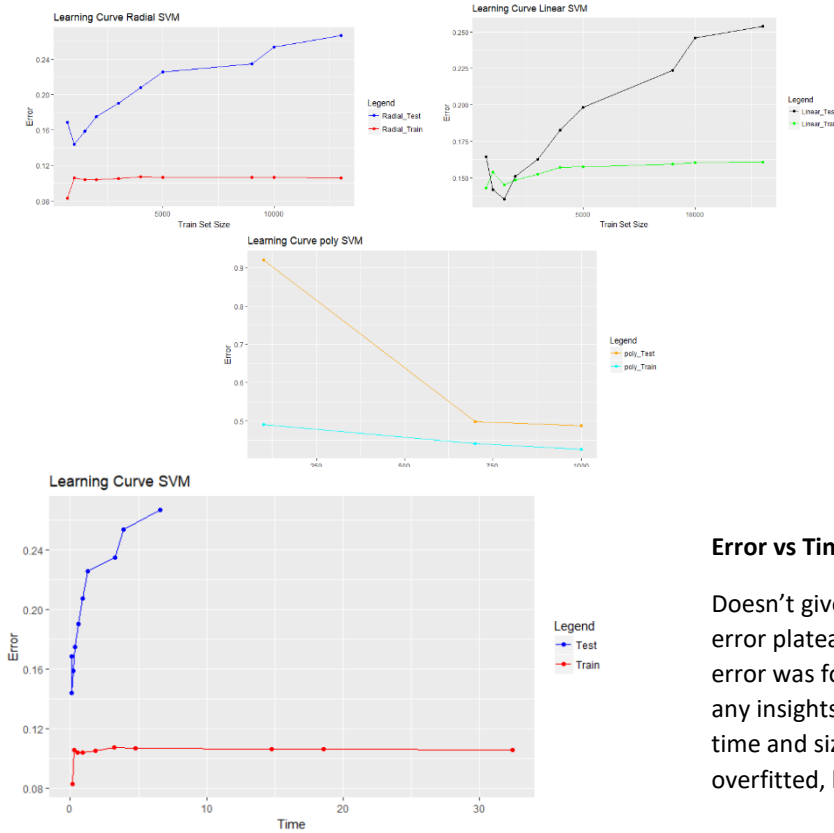 Learning Curve Radial SVM
0.24
0.20
0.16
0.12
0.08
Error
5000
10000
Train Set Size
Legend
Radial_Test
Radial_Train
Learning Curve Linear SVM
0.250
0.225
0.200
0.175
0.150
Error
5000
10000
Train Set Size
Legend
Linear_Tes
Linear_Trai
Learning Curve poly SVM
0.9
0.8
0.7
0.6
0.5
Error
250
500
750
1000
Legend
poly_Test
poly_Train
Learning Curve SVM
0.24
0.20
0.16
0.12
0.08
Error
0
10
20
30
Time
Legend
Test
Train
Error vs Tim
Doesn’t give
error platea
error was fo
any insights
time and siz
overfitted, l